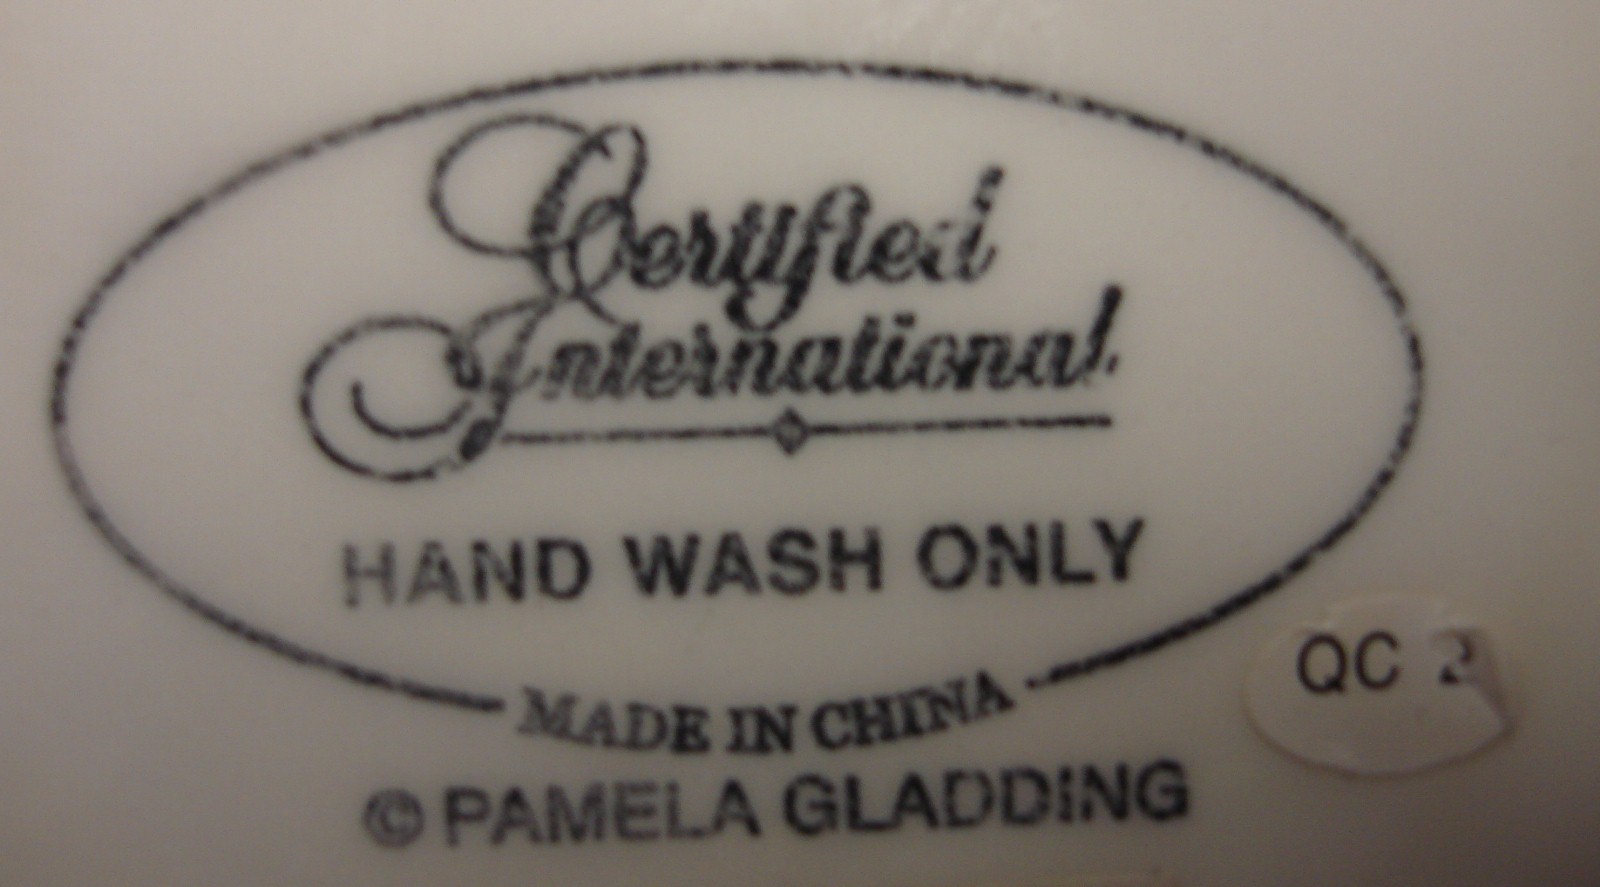 Certified
International
HAND WASH ONLY
MADE IN CHINA
© PAMELA GLADDING
QC 2